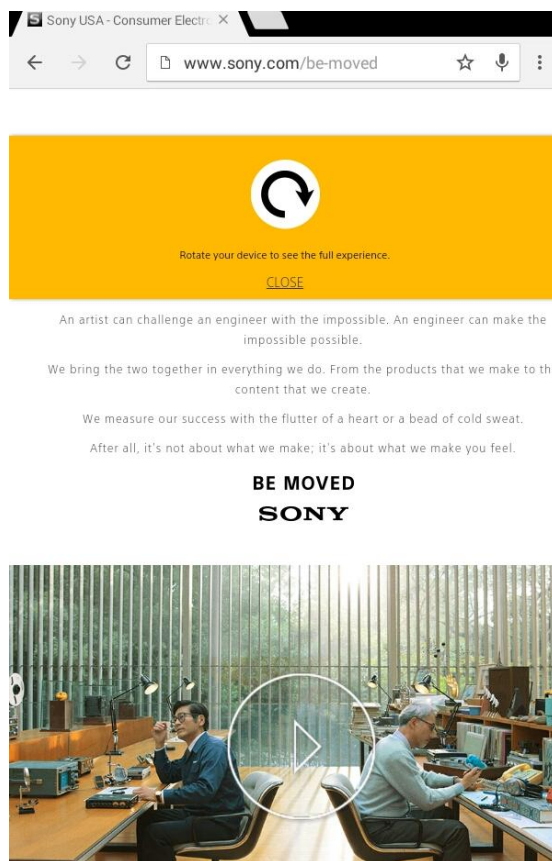 Sony USA - Consumer Electro
www.sony.com/be-moved
Rotate your device to see the full experience.
CLOSE
An artist can challenge an engineer with the impossible. An engineer can make the
impossible possible.
We bring the two together in everything we do. From the products that we make to th
content that we create.
We measure our success with the flutter of a heart or a bead of cold sweat.
After all, it's not about what we make; it's about what we make you feel.
BE MOVED
SONY